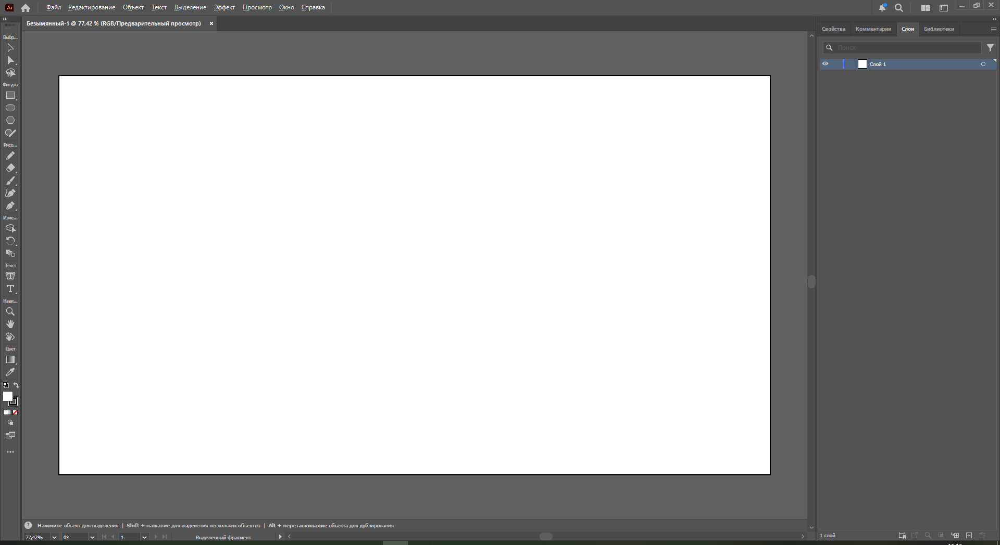 Ai
Файл Редактирование Объект Текст Выделение Эффект Просмотр Окно Справка
Безымянный-1 @ 77,42 % (RGB/Предварительный просмотр) ×
Свойства Комментарии Слои Библиотеки
Поиск
Слой 1
Выбр...
Фигуры
Рисо...
Изме...
Текст
Нави...
Цвет
Нажмите объект для выделения | Shift + нажатие для выделения нескольких объектов | Alt + перетаскивание объекта для дублирования
77,42% 0° 1 Выделенный фрагмент
1 слой